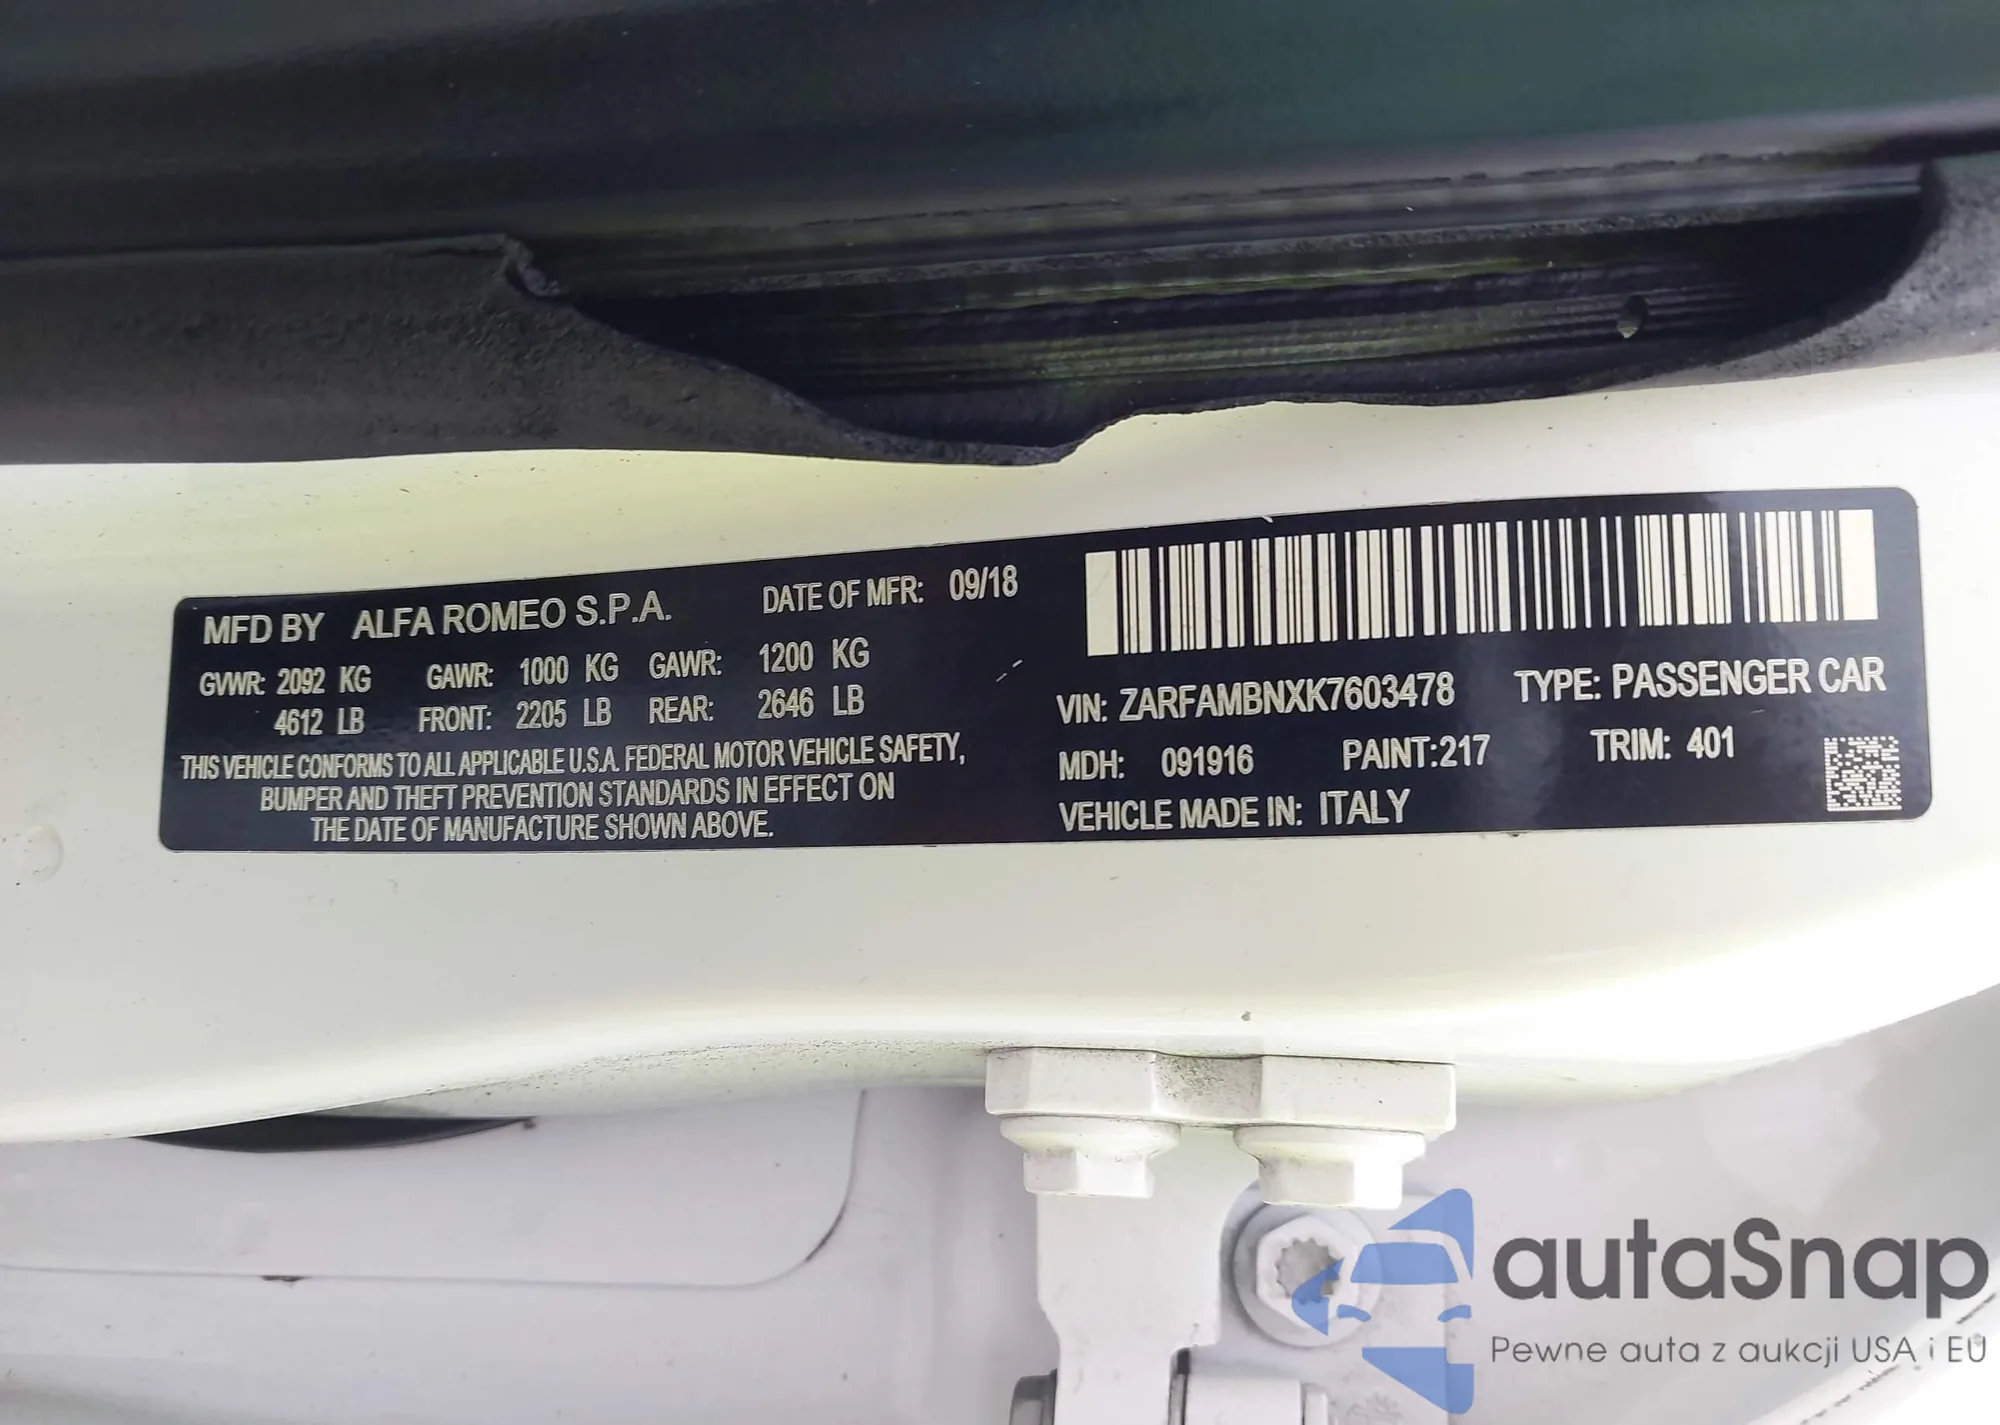 MFD BY ALFA ROMEO S.P.A. DATE OF MFR: 09/18
GVWR: 2092 KG GAWR: 1000 KG GAWR: 1200 KG
4612 LB FRONT: 2205 LB REAR: 2646 LB
THIS VEHICLE CONFORMS TO ALL APPLICABLE U.S.A. FEDERAL MOTOR VEHICLE SAFETY,
BUMPER AND THEFT PREVENTION STANDARDS IN EFFECT ON
THE DATE OF MANUFACTURE SHOWN ABOVE.
VIN: ZARFAMBNXK7603478 TYPE: PASSENGER CAR
MDH: 091916 PAINT:217 TRIM: 401
VEHICLE MADE IN: ITALY
autaSnap
Pewne auta z aukcji USA i EU